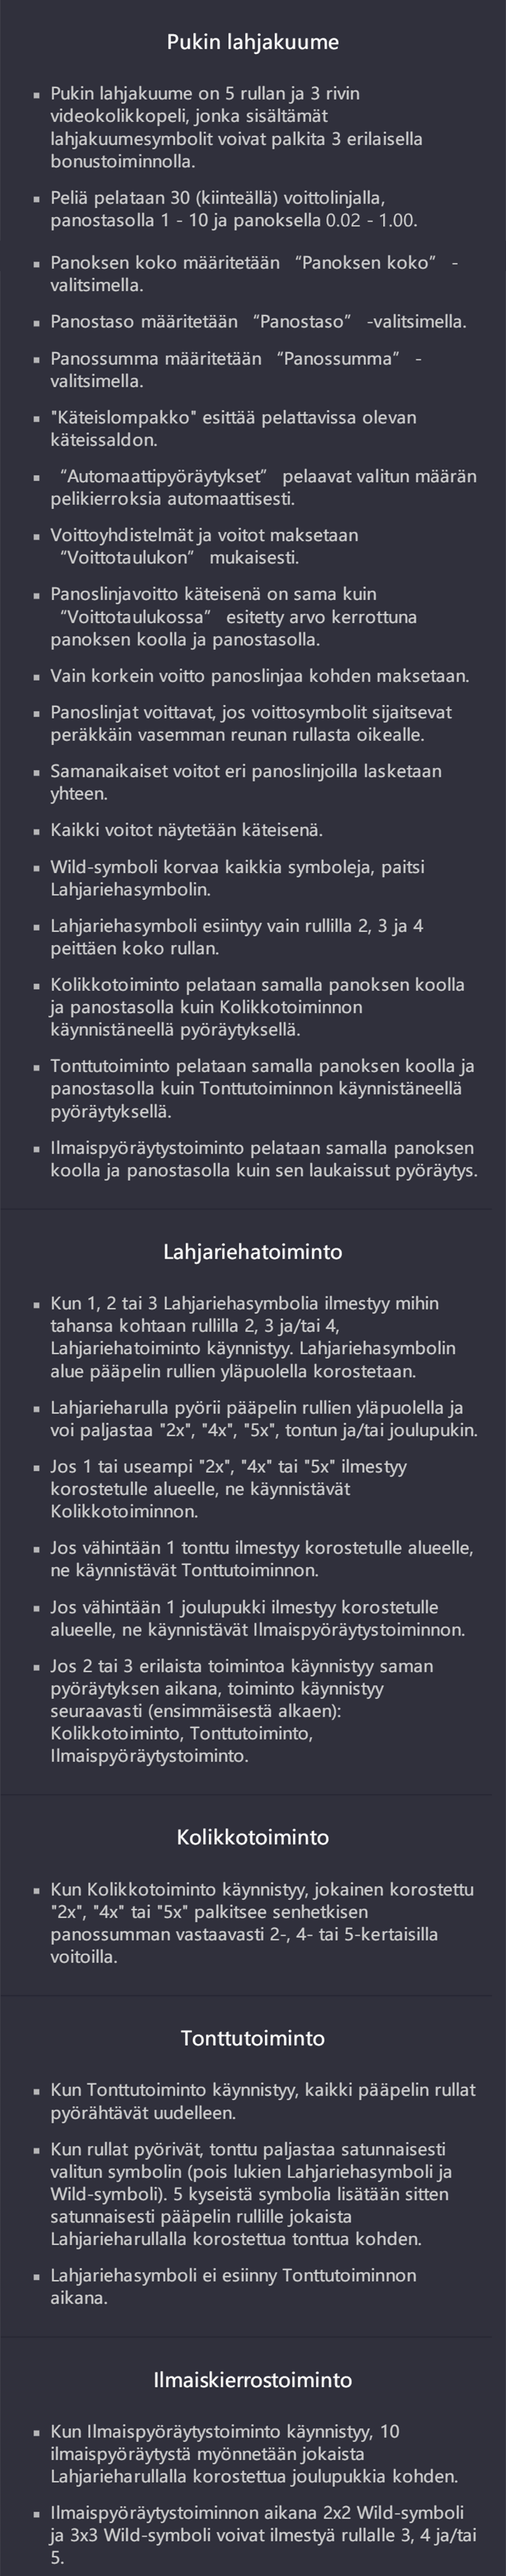 Pukin lahjakuume
▪ Pukin lahjakuume on 5 rullan ja 3 rivin
videokolikkopeli, jonka sisältämät
lahjakuumesymbolit voivat palkita 3 erilaisella
bonustoiminnolla.
▪ Peliä pelataan 30 (kiinteällä) voittolinjalla,
panostasolla 1 - 10 ja panoksella 0.02 - 1.00.
▪ Panoksen koko määritetään “Panoksen koko” -
valitsimella.
▪ Panostaso määritetään “Panostaso” -valitsimella.
▪ Panossumma määritetään “Panossumma“ -
valitsimella.
▪ "Käteislompakko" esittää pelattavissa olevan
käteissaldon.
▪ “Automaattipyöräytykset” pelaavat valitun määrän
pelikierroksia automaattisesti.
▪ Voittoyhdistelmät ja voitot maksetaan
“Voittotaulukon” mukaisesti.
▪ Panoslinjavoitto käteisenä on sama kuin
“Voittotaulukossa” esitetty arvo kerrottuna
panoksen koolla ja panostasolla.
▪ Vain korkein voitto panoslinjaa kohden maksetaan.
▪ Panoslinjat voittavat, jos voittosymbolit sijaitsevat
peräkkäin vasemman reunan rullasta oikealle.
▪ Samanaikaiset voitot eri panoslinjoilla lasketaan
yhteen.
▪ Kaikki voitot näytetään käteisenä.
▪ Wild-symboli korvaa kaikkia symboleja, paitsi
Lahjariehasymbolin.
▪ Lahjariehasymboli esiintyy vain rullilla 2, 3 ja 4
peittäen koko rullan.
▪ Kolikkotoiminto pelataan samalla panoksen koolla
ja panostasolla kuin Kolikkotoiminnon
käynnistäneellä pyöräytyksellä.
▪ Tonttutoiminto pelataan samalla panoksen koolla ja
panostasolla kuin Tonttutoiminnon käynnistäneellä
pyöräytyksellä.
▪ Ilmaispyöräytystoiminto pelataan samalla panoksen
koolla ja panostasolla kuin sen laukaissut pyöräytys.
Lahjariehatoiminto
▪ Kun 1, 2 tai 3 Lahjariehasymbolia ilmestyy mihin
tahansa kohtaan rullilla 2, 3 ja/tai 4,
Lahjariehatoiminto käynnistyy. Lahjariehasymbolin
alue pääpelin rullien yläpuolella korostetaan.
▪ Lahjarieharulla pyörii pääpelin rullien yläpuolella ja
voi paljastaa "2x", "4x", "5x", tontun ja/tai joulupukin.
▪ Jos 1 tai useampi "2x", "4x" tai "5x" ilmestyy
korostetulle alueelle, ne käynnistävät
Kolikkotoiminnon.
▪ Jos vähintään 1 tonttu ilmestyy korostetulle alueelle,
ne käynnistävät Tonttutoiminnon.
▪ Jos vähintään 1 joulupukki ilmestyy korostetulle
alueelle, ne käynnistävät Ilmaispyöräytystoiminnon.
▪ Jos 2 tai 3 erilaista toimintoa käynnistyy saman
pyöräytyksen aikana, toiminto käynnistyy
seuraavasti (ensimmäisestä alkaen):
Kolikkotoiminto, Tonttutoiminto,
Ilmaispyöräytystoiminto.
Kolikkotoiminto
▪ Kun Kolikkotoiminto käynnistyy, jokainen korostettu
"2x", "4x" tai "5x" palkitsee senhetkisen
panossumman vastaavasti 2-, 4- tai 5-kertaisilla
voitoilla.
Tonttutoiminto
▪ Kun Tonttutoiminto käynnistyy, kaikki pääpelin rullat
pyörähtävät uudelleen.
▪ Kun rullat pyörivät, tonttu paljastaa satunnaisesti
valitun symbolin (pois lukien Lahjariehasymboli ja
Wild-symboli). 5 kyseistä symbolia lisätään sitten
satunnaisesti pääpelin rullille jokaista
Lahjarieharullalla korostettua tonttua kohden.
▪ Lahjariehasymboli ei esiinny Tonttutoiminnon
aikana.
Ilmaiskierrostoiminto
▪ Kun Ilmaispyöräytystoiminto käynnistyy, 10
ilmaispyöräytystä myönnetään jokaista
Lahjarieharullalla korostettua joulupukkia kohden.
▪ Ilmaispyöräytystoiminnon aikana 2x2 Wild-symboli
ja 3x3 Wild-symboli voivat ilmestyä rullalle 3, 4 ja/tai
5.